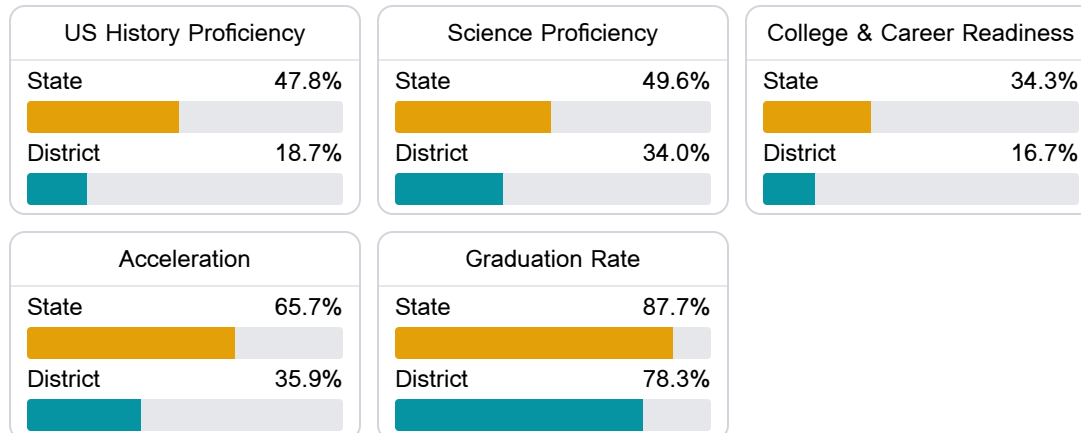 US History Proficiency
State 47.8%
District 18.7%
Science Proficiency
State 49.6%
District 34.0%
College & Career Readiness
State 34.3%
District 16.7%
Acceleration
State 65.7%
District 35.9%
Graduation Rate
State 87.7%
District 78.3%